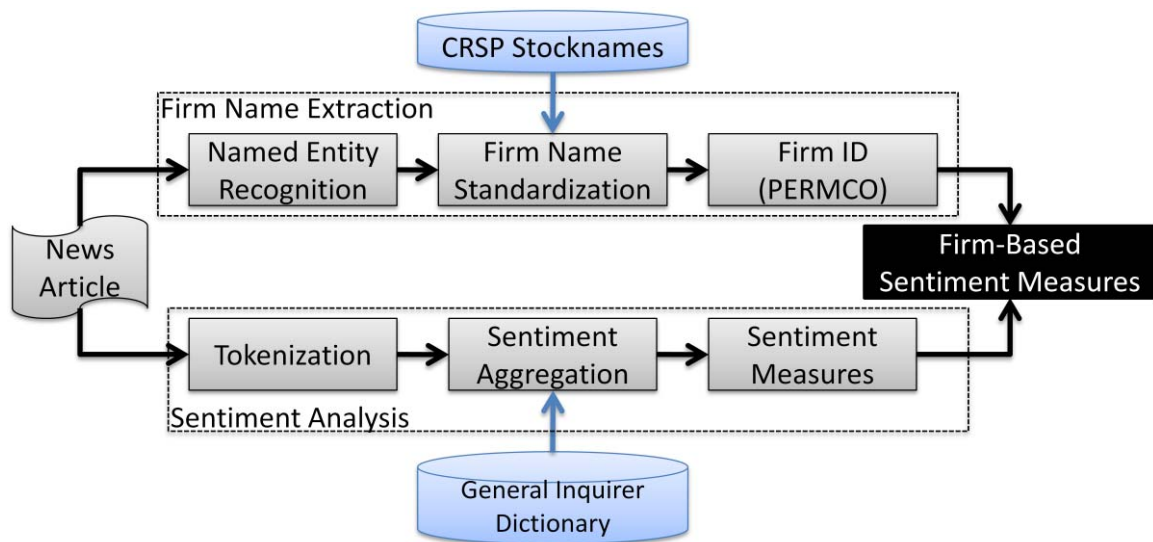 CRSP Stocknames
Firm Name Extraction
Named Entity
Recognition
Firm Name
Standardization
Firm ID
(PERMCO)
News
Article
Firm-Based
Sentiment Measures
Tokenization
Sentiment
Aggregation
Sentiment
Measures
Sentiment Analysis
General Inquirer
Dictionary